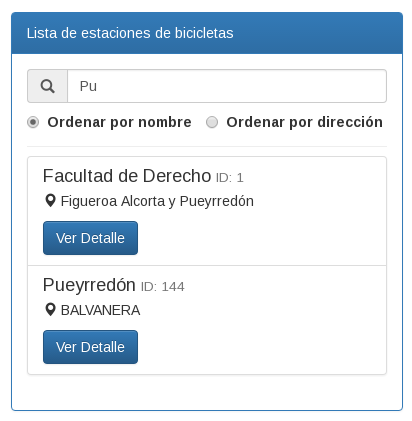 Lista de estaciones de bicicletas
Pu
Ordenar por nombre Ordenar por dirección
Facultad de Derecho ID: 1
Figueroa Alcorta y Pueyrredón
Ver Detalle
Pueyrredón ID: 144
BALVANERA
Ver Detalle